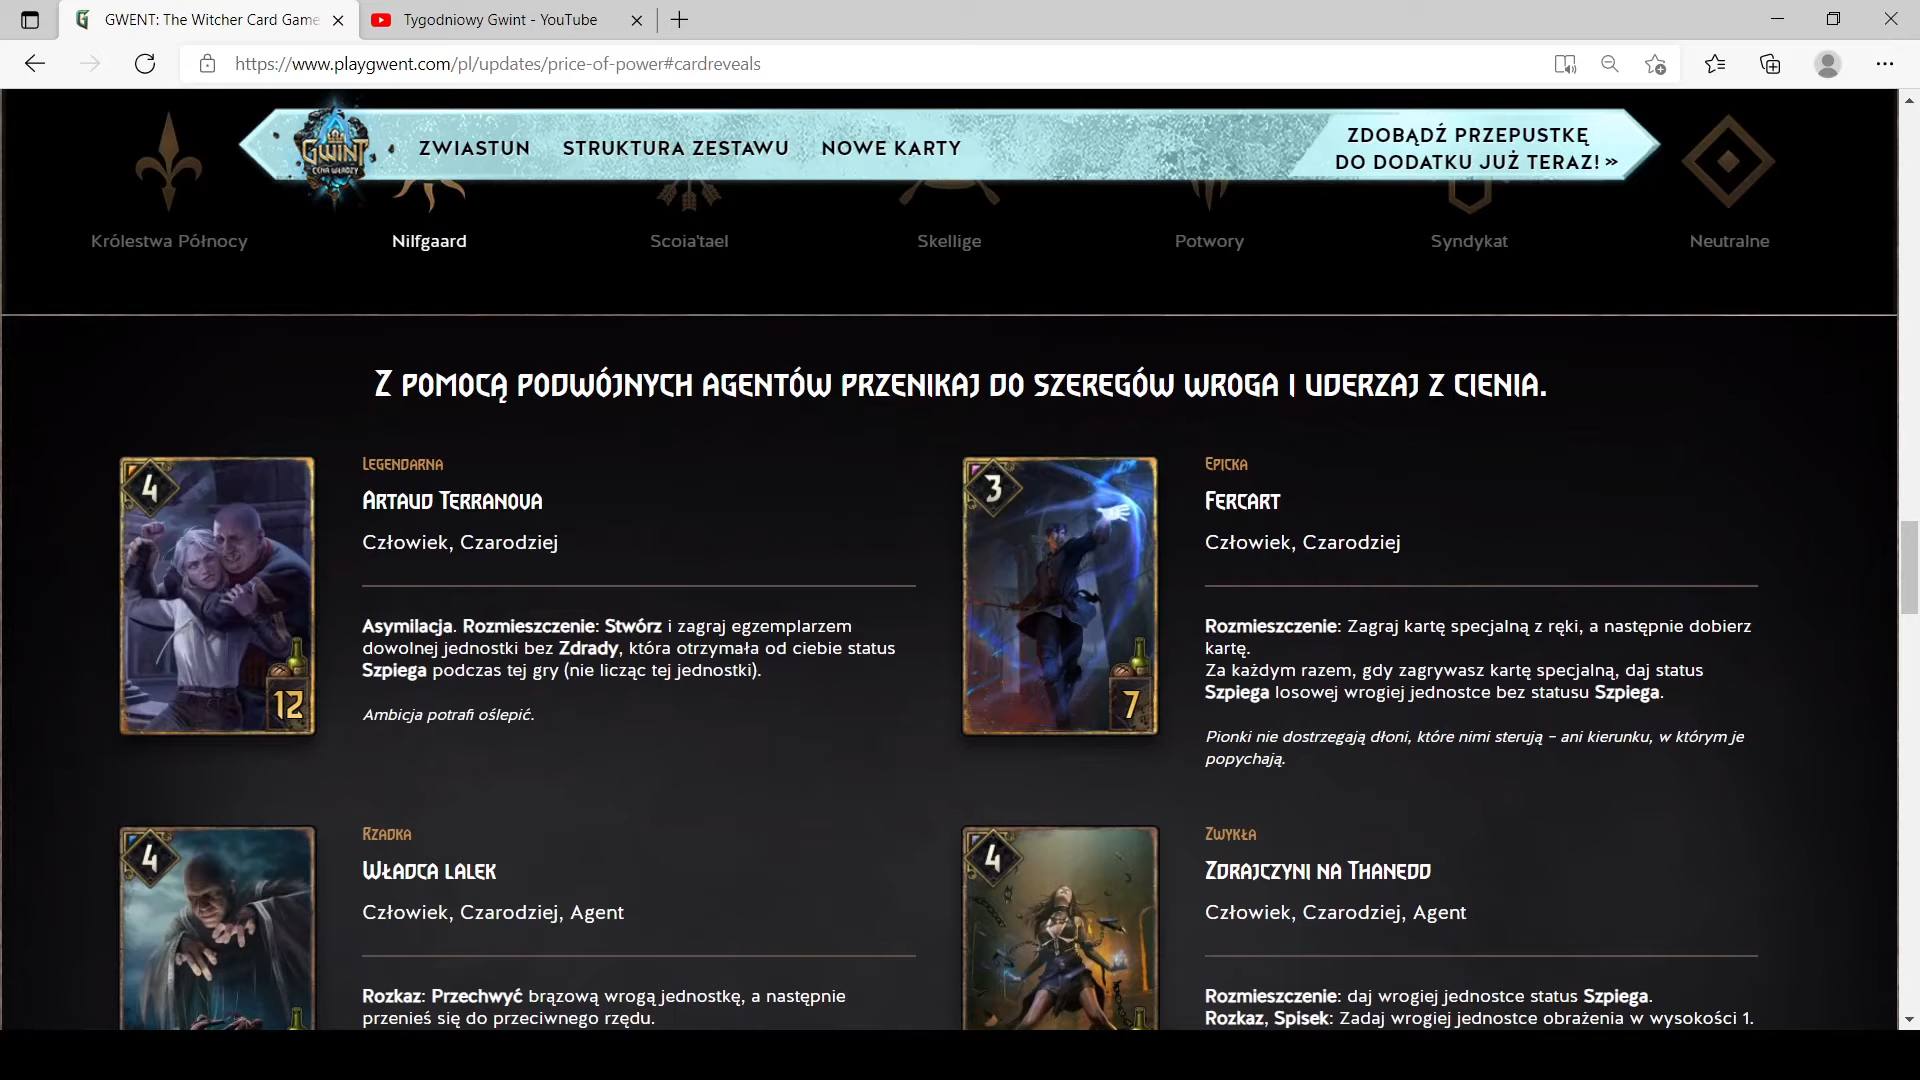 GWENT: The Witcher Card Game
Tygodniowy Gwint - YouTube
https://www.playgwent.com/pl/updates/price-of-power#cardreveals
GWINT
CENA WŁADZY
ZWIASTUN
STRUKTURA ZESTAWU
NOWE KARTY
ZDOBĄDŹ PRZEPUSTKĘ
DO DODATKU JUŻ TERAZ! »
Królestwa Północy
Nilfgaard
Scoia'tael
Skellige
Potwory
Syndykat
Neutralne
Z POMOCĄ PODWÓJNYCH AGENTÓW PRZENIKAJ DO SZEREGÓW WROGA I UDERZAJ Z CIENIA.
4
12
Legendarna
Artaud Terranova
Człowiek, Czarodziej
Asymilacja. Rozmieszczenie: Stwórz i zagraj egzemplarzem
dowolnej jednostki bez Zdrady, która otrzymała od ciebie status
Szpiega podczas tej gry (nie licząc tej jednostki).
Ambicja potrafi oślepić.
3
7
Epicka
Fercart
Człowiek, Czarodziej
Rozmieszczenie: Zagraj kartę specjalną z ręki, a następnie dobierz
kartę.
Za każdym razem, gdy zagrywasz kartę specjalną, daj status
Szpiega losowej wrogiej jednostce bez statusu Szpiega.
Pionki nie dostrzegają dłoni, które nimi sterują – ani kierunku, w którym je
popychają.
4
Rzadka
Władca lalek
Człowiek, Czarodziej, Agent
Rozkaz: Przechwyć brązową wrogą jednostkę, a następnie
przenieś się do przeciwnego rzędu.
4
Zwykła
Zdrajczyni na Thanedd
Człowiek, Czarodziej, Agent
Rozmieszczenie: daj wrogiej jednostce status Szpiega.
Rozkaz, Spisek: Zadaj wrogiej jednostce obrażenia w wysokości 1.